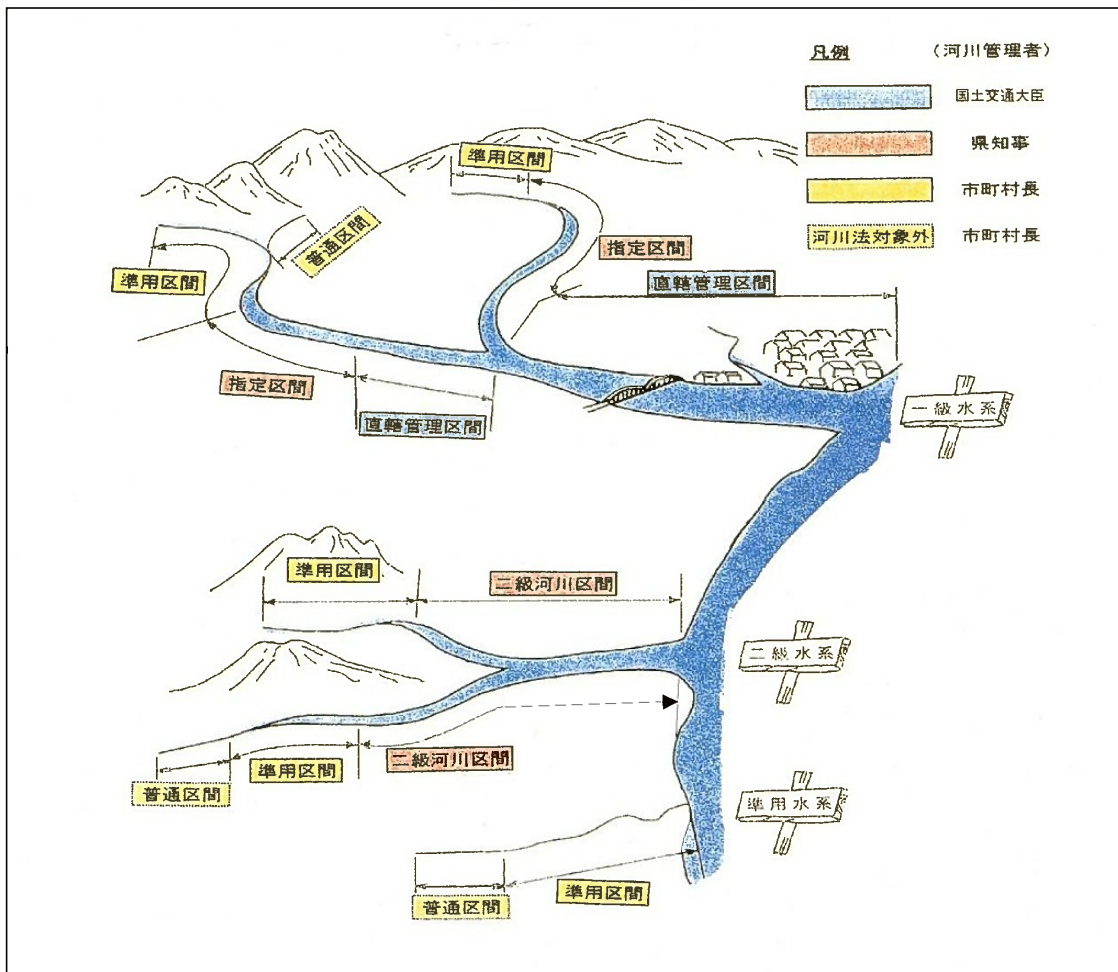 凡例 (河川管理者)
国土交通大臣
県知事
市町村長
河川法対象外 市町村長
準用区間
普通区間
指定区間
準用区間
直轄管理区間
指定区間
直轄管理区間
一級水系
準用区間
二級河川区間
二級水系
二級河川区間
準用区間
普通区間
準用水系
準用区間
普通区間